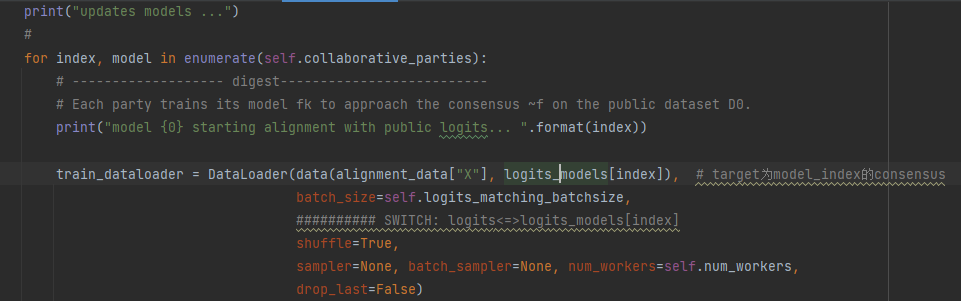 print("updates models ...")
#
for index, model in enumerate(self.collaborative_parties):
# ------------------ digest--------------------------
# Each party trains its model fk to approach the consensus ~f on the public dataset D0.
print("model {0} starting alignment with public logits... ".format(index))
train_dataloader = DataLoader(data(alignment_data["X"], logits_models[index]), # target为model_index的consensus
batch_size=self.logits_matching_batchsize,
########## SWITCH: logits<=>logits_models[index]
shuffle=True,
sampler=None, batch_sampler=None, num_workers=self.num_workers,
drop_last=False)